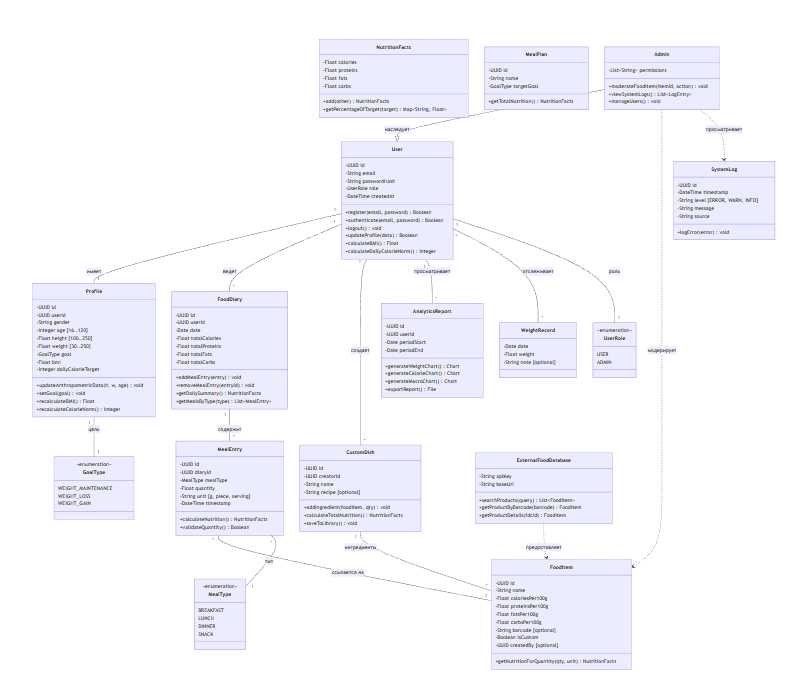 NutritionFacts
-Float calories
-Float proteins
-Float fats
-Float carbs
+add(other) : NutritionFacts
+getPercentageOfTarget(target) : Map<String, Float>
MealPlan
-UUID id
-String name
-GoalType targetGoal
+getTotalNutrition() : NutritionFacts
Admin
-List<String> permissions
+moderateFoodItem(itemId, action) : void
+viewSystemLogs() : List<LogEntry>
+manageUsers() : void
наследует
просматривает
User
-UUID id
-String email
-String passwordHash
-UserRole role
-DateTime createdAt
+register(email, password) : Boolean
+authenticate(email, password) : Boolean
+logout() : void
+updateProfile(data) : Boolean
+calculateBMI() : Float
+calculateDailyCalorieNorm() : Integer
SystemLog
-UUID id
-DateTime timestamp
-String level [ERROR, WARN, INFO]
-String message
-String source
+logError(error) : void
имеет
ведет
просматривает
отслеживает
роль
Profile
-UUID id
-UUID userId
-String gender
-Integer age [16..120]
-Float height [100..250]
-Float weight [30..250]
-GoalType goal
-Float bmi
-Integer dailyCalorieTarget
+updateAnthropometricData(h, w, age) : void
+setGoal(goal) : void
+recalculateBMI() : Float
+recalculateCalorieNorm() : Integer
FoodDiary
-UUID id
-UUID userId
-Date date
-Float totalCalories
-Float totalProteins
-Float totalFats
-Float totalCarbs
+addMealEntry(entry) : void
+removeMealEntry(entryId) : void
+getDailySummary() : NutritionFacts
+getMealsByType(type) : List<MealEntry>
AnalyticsReport
-UUID id
-UUID userId
-Date periodStart
-Date periodEnd
+generateWeightChart() : Chart
+generateCalorieChart() : Chart
+generateMacroChart() : Chart
+exportReport() : File
WeightRecord
-Date date
-Float weight
-String note [optional]
«enumeration»
UserRole
USER
ADMIN
создает
модерирует
цель
содержит
«enumeration»
GoalType
WEIGHT_MAINTENANCE
WEIGHT_LOSS
WEIGHT_GAIN
MealEntry
-UUID id
-UUID diaryId
-MealType mealType
-Float quantity
-String unit [g, piece, serving]
-DateTime timestamp
+calculateNutrition() : NutritionFacts
+validateQuantity() : Boolean
CustomDish
-UUID id
-UUID creatorId
-String name
-String recipe [optional]
+addIngredient(foodItem, qty) : void
+calculateTotalNutrition() : NutritionFacts
+saveToLibrary() : void
ExternalFoodDatabase
-String apiKey
-String baseUrl
+searchProducts(query) : List<FoodItem>
+getProductByBarcode(barcode) : FoodItem
+getProductDetails(fdcId) : FoodItem
тип
ингредиенты
ссылается на
предоставляет
«enumeration»
MealType
BREAKFAST
LUNCH
DINNER
SNACK
FoodItem
-UUID id
-String name
-Float caloriesPer100g
-Float proteinsPer100g
-Float fatsPer100g
-Float carbsPer100g
-String barcode [optional]
-Boolean isCustom
-UUID createdBy [optional]
+getNutritionForQuantity(qty, unit) : NutritionFacts